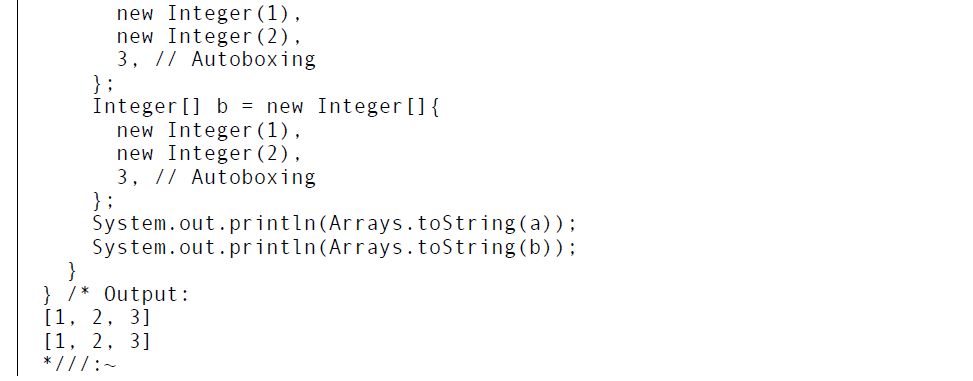 new Integer(1),
new Integer(2),
3, // Autoboxing
};
Integer[] b = new Integer[]{
new Integer(1),
new Integer(2),
3, // Autoboxing
};
System.out.println(Arrays.toString(a));
System.out.println(Arrays.toString(b));
}
} /* Output:
[1, 2, 3]
[1, 2, 3]
*///:~